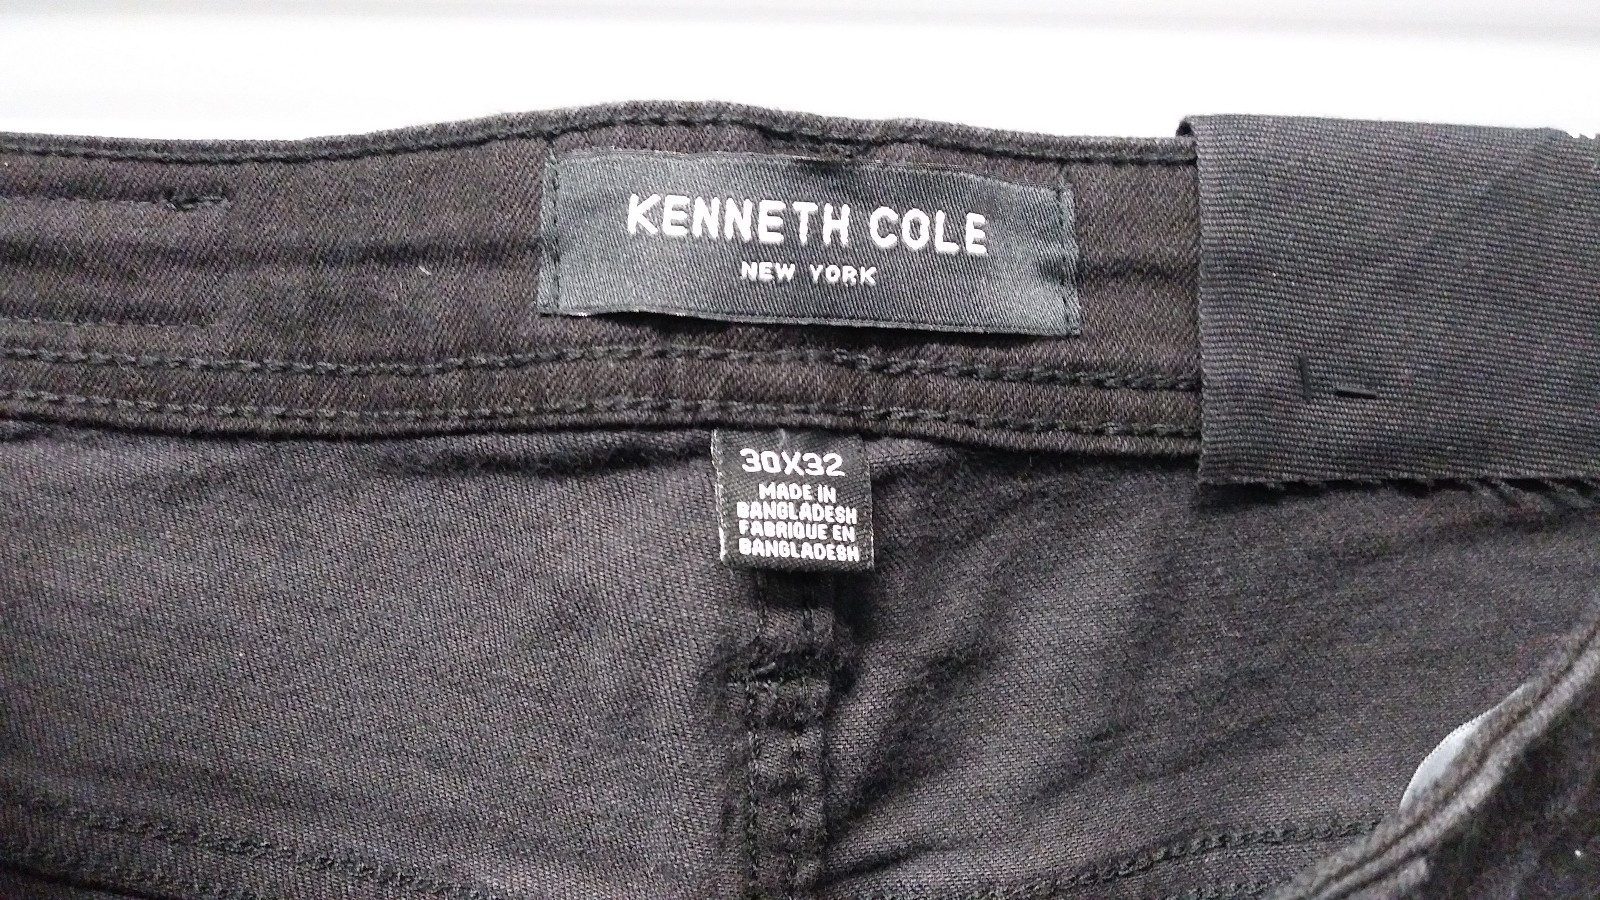 KENNETH COLE
NEW YORK
30X32
MADE IN
BANGLADESH
FABRIQUE EN
BANGLADESH